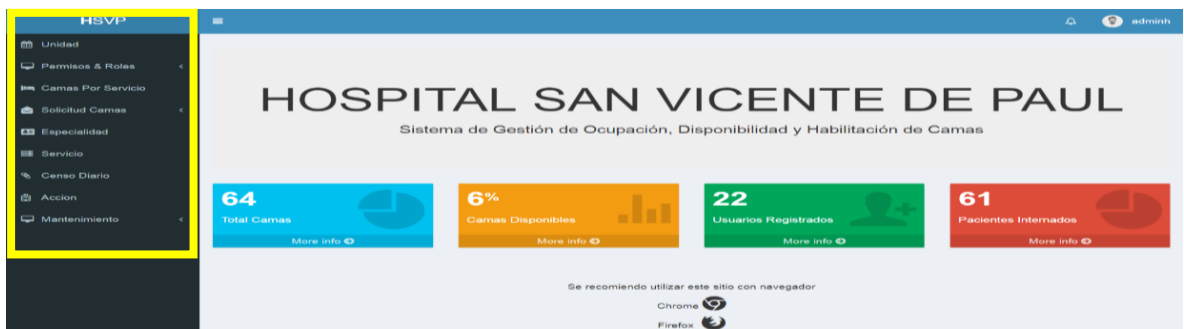 HSVP
adminh
Unidad
Permisos & Roles
Camas Por Servicio
Solicitud Camas
Especialidad
Servicio
Censo Diario
Accion
Mantenimiento
HOSPITAL SAN VICENTE DE PAUL
Sistema de Gestión de Ocupación, Disponibilidad y Habilitación de Camas
64
Total Camas
More info
6%
Camas Disponibles
More info
22
Usuarios Registrados
More info
61
Pacientes Internados
More info
Se recomiendo utilizar este sitio con navegador
Chrome
Firefox